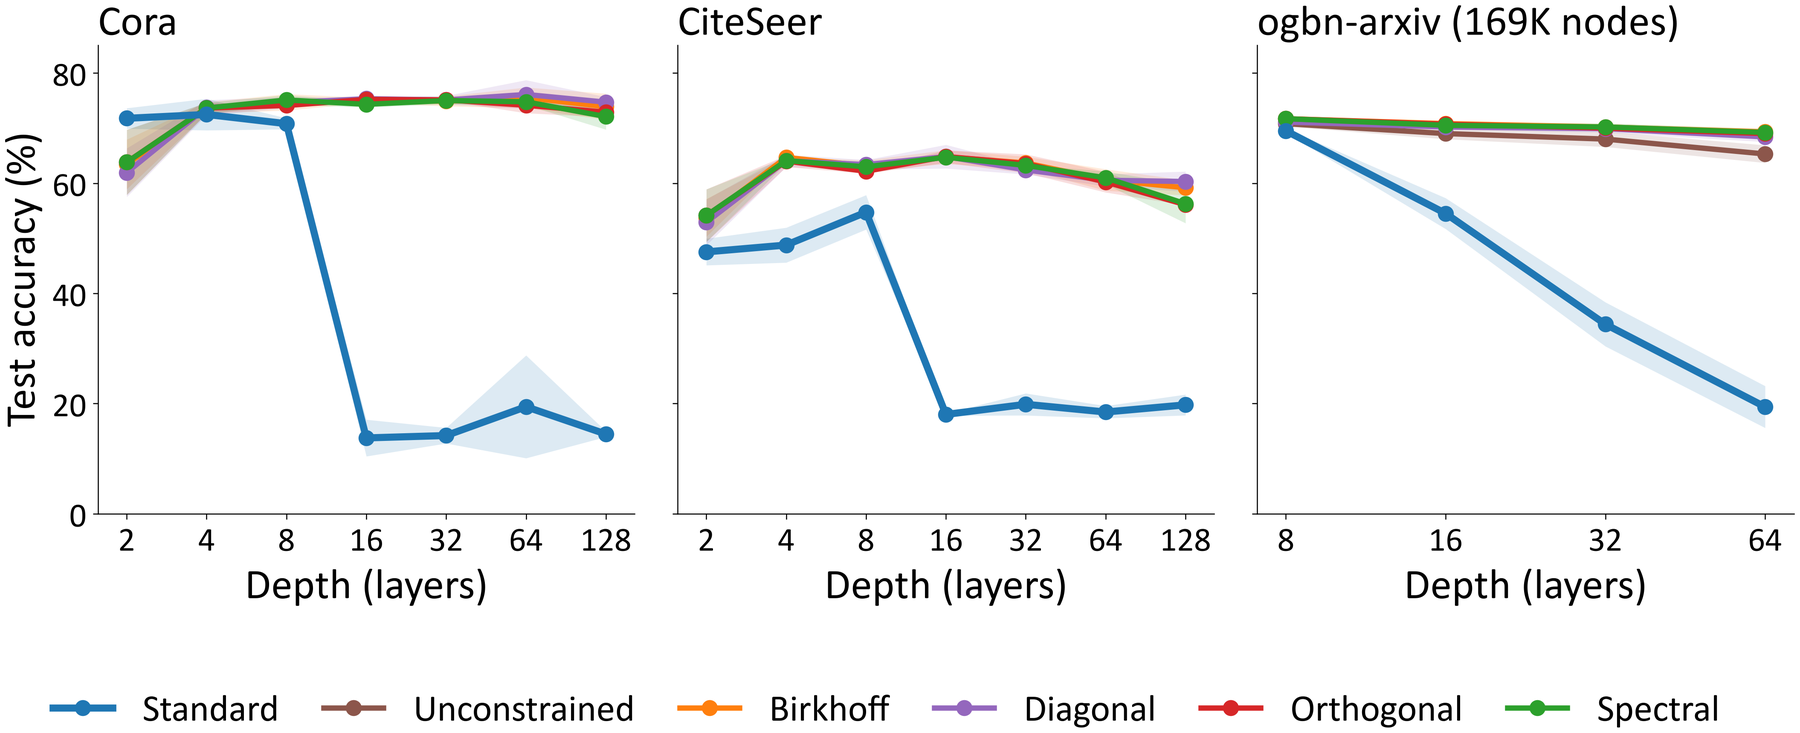 Cora
CiteSeer
ogbn-arxiv (169K nodes)
Test accuracy (%)
80
60
40
20
0
2 4 8 16 32 64 128
2 4 8 16 32 64 128
8 16 32 64
Depth (layers)
Depth (layers)
Depth (layers)
Standard Unconstrained Birkhoff Diagonal Orthogonal Spectral